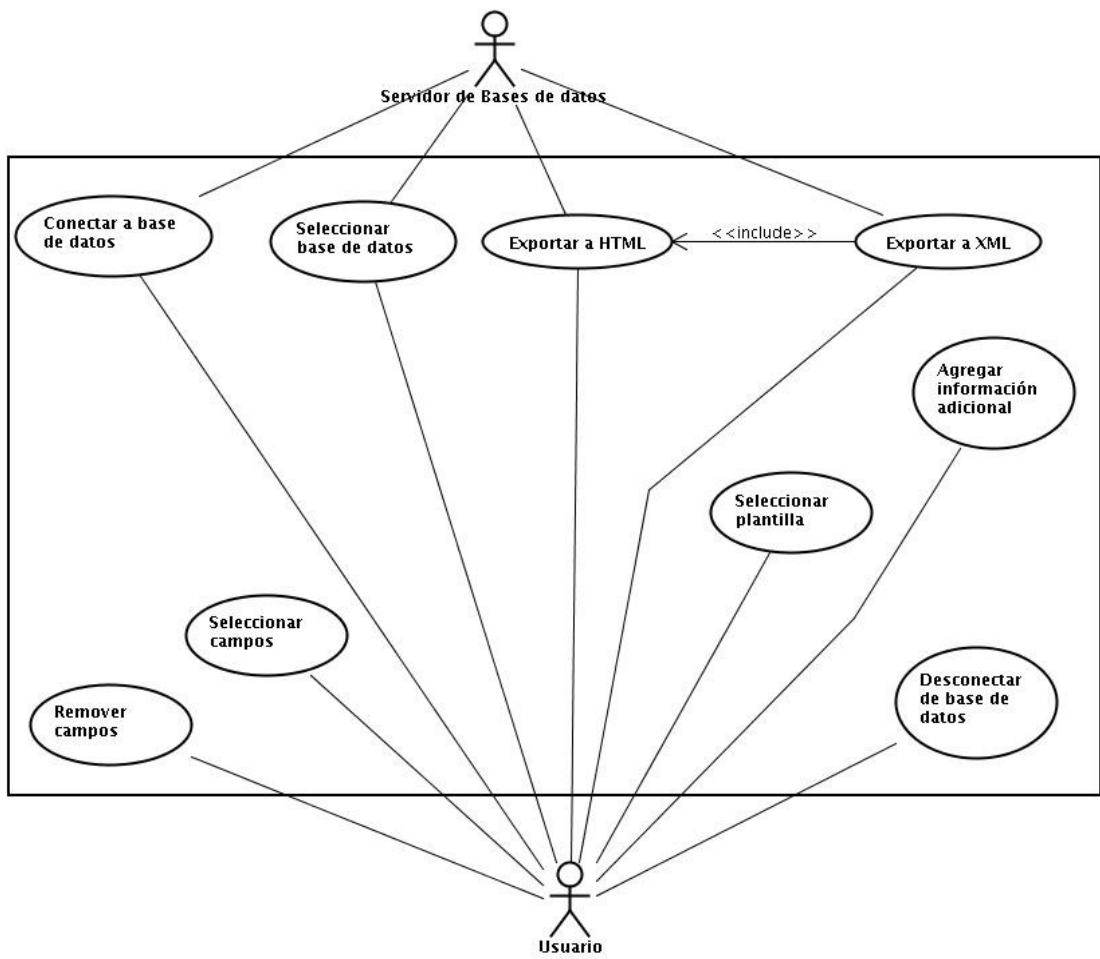 Servidor de Bases de datos
Conectar a base
de datos
Seleccionar
base de datos
Exportar a HTML
<<include>>
Exportar a XML
Agregar
información
adicional
Seleccionar
plantilla
Seleccionar
campos
Remover
campos
Desconectar
de base de
datos
Usuario